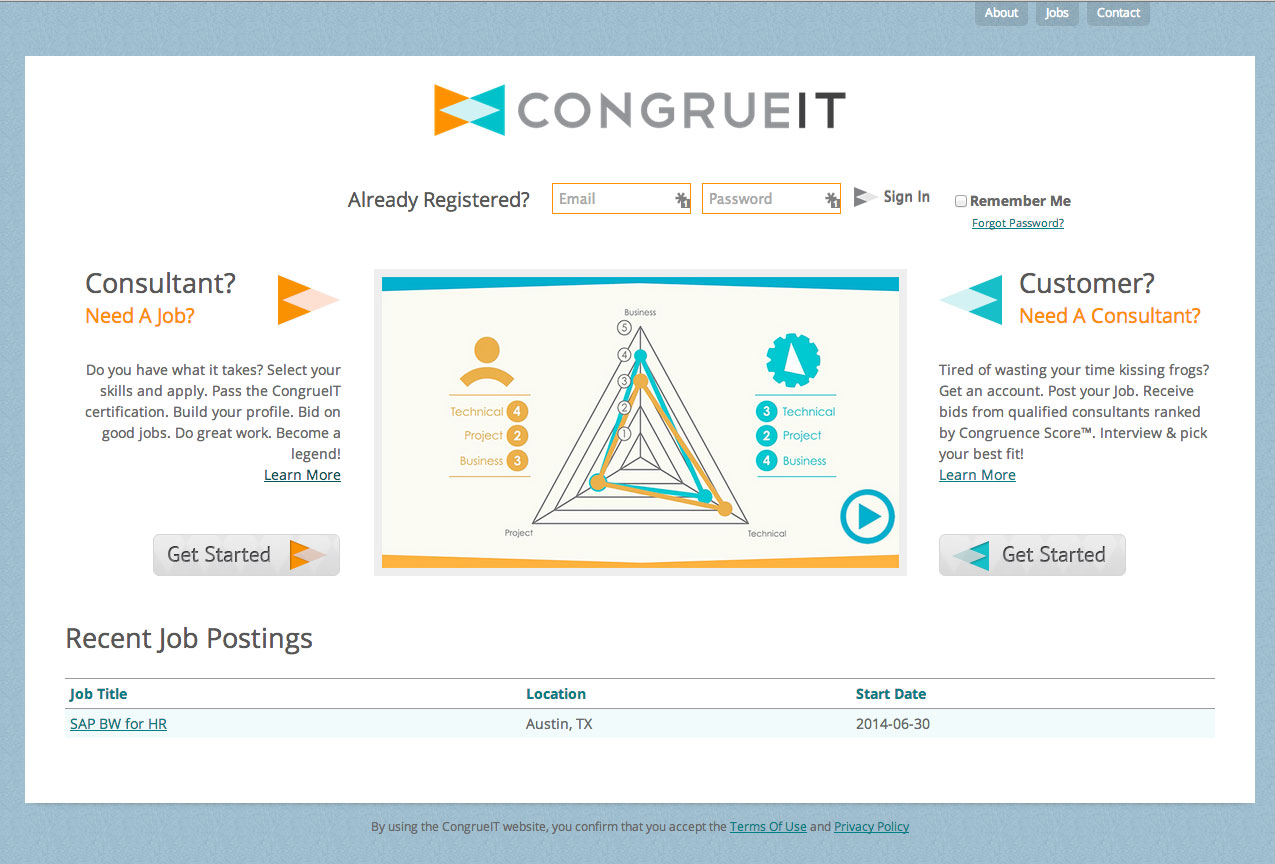 About Jobs Contact
CONGRUEIT
Already Registered? Email Password Sign In Remember Me
Forgot Password?
Consultant?
Need A Job?
Do you have what it takes? Select your
skills and apply. Pass the CongrueIT
certification. Build your profile. Bid on
good jobs. Do great work. Become a
legend!
Learn More
Get Started
Business
5
4
3
2
1
Project
Technical
Technical 4
Project 2
Business 3
3 Technical
2 Project
4 Business
Customer?
Need A Consultant?
Tired of wasting your time kissing frogs?
Get an account. Post your Job. Receive
bids from qualified consultants ranked
by Congruence Score™. Interview & pick
your best fit!
Learn More
Get Started
Recent Job Postings
Job Title Location Start Date
SAP BW for HR Austin, TX 2014-06-30
By using the CongrueIT website, you confirm that you accept the Terms Of Use and Privacy Policy